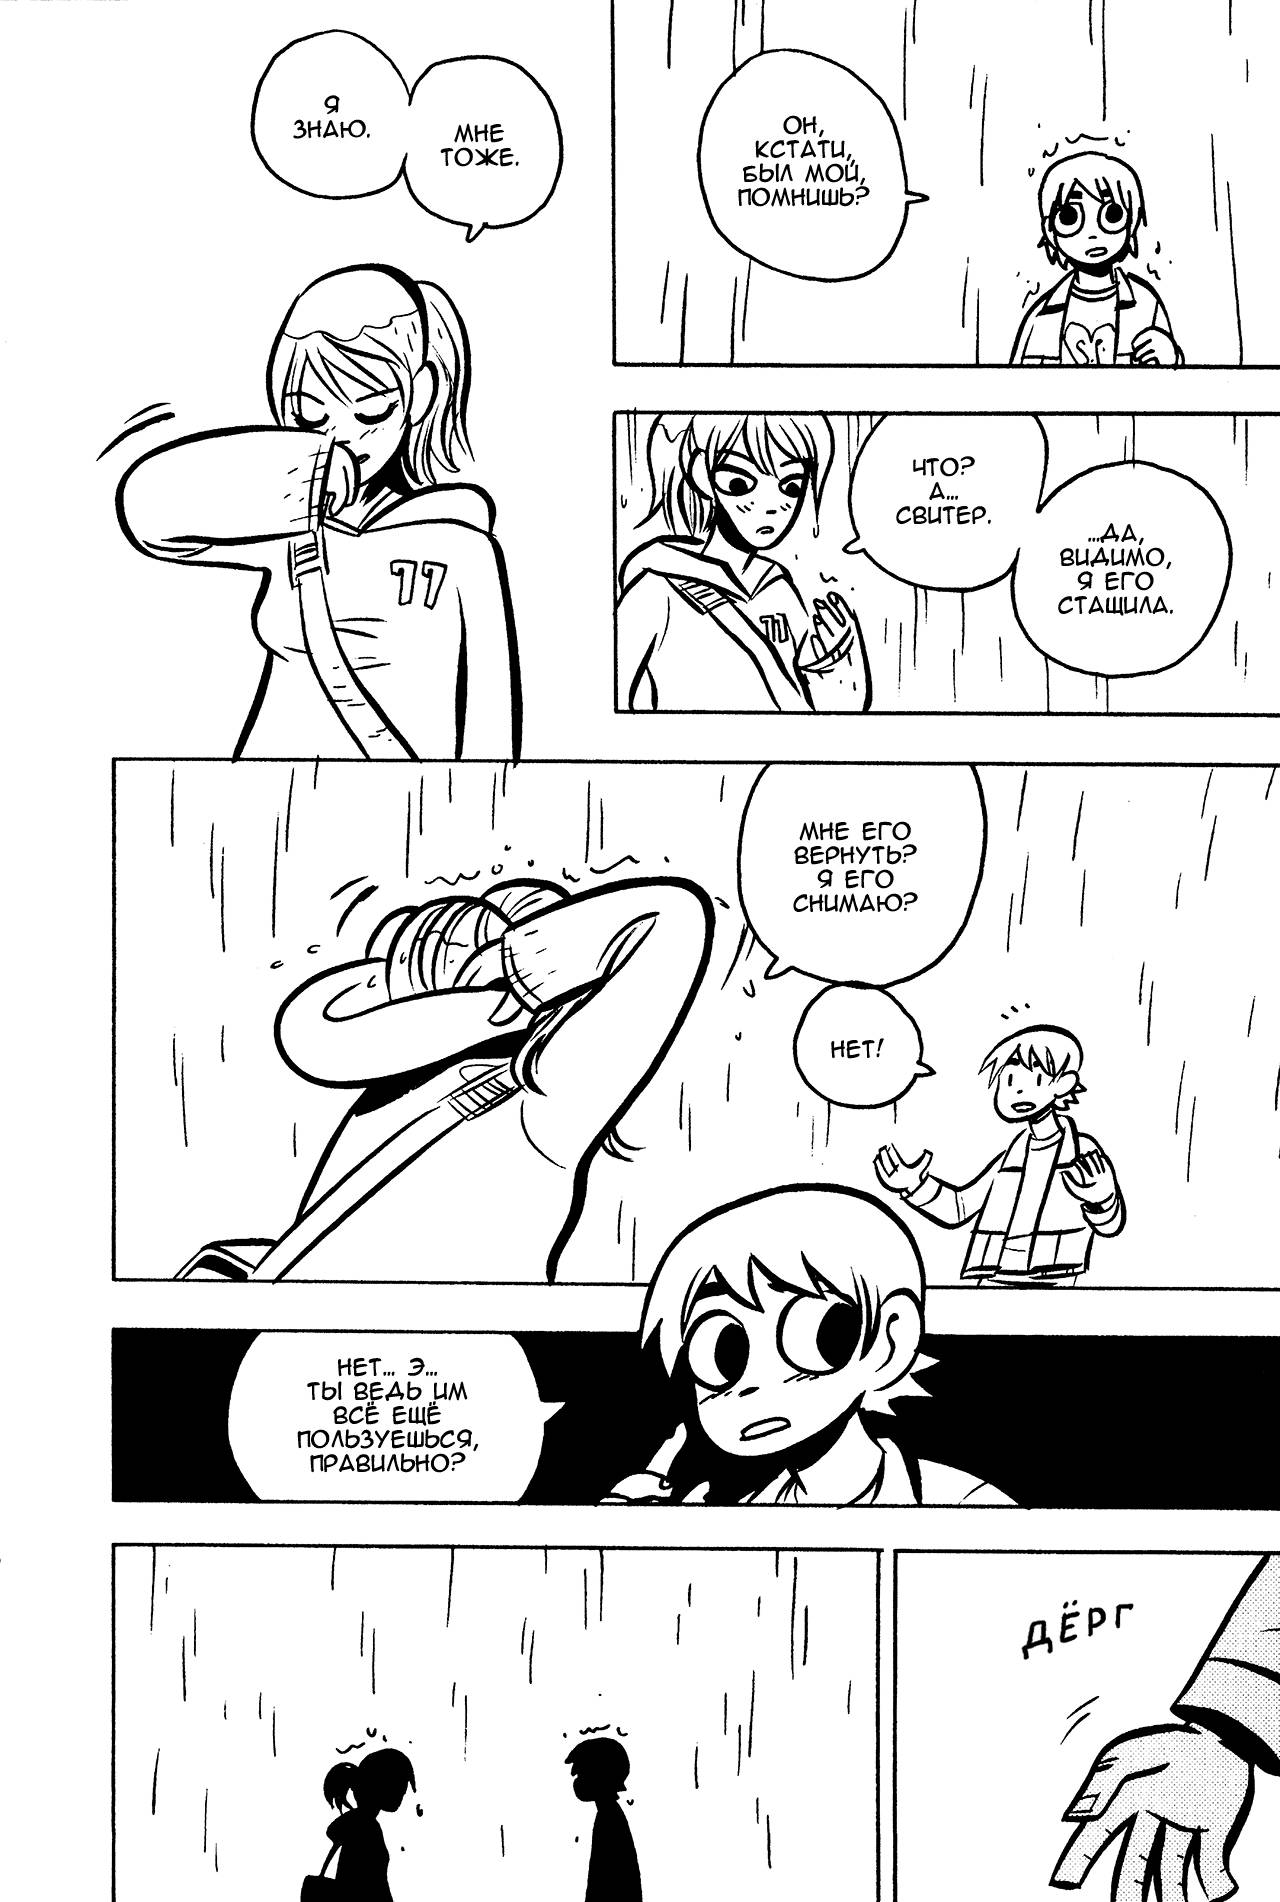 Я
ЗНАЮ.
МНЕ
ТОЖЕ.
ОН,
КСТАТИ,
БЫЛ МОЙ,
ПОМНИШЬ?
S.P.
77
ЧТО?
А...
СВИТЕР.
...ДА,
ВИДИМО,
Я ЕГО
СТАЩИЛА.
77
МНЕ ЕГО
ВЕРНУТЬ?
Я ЕГО
СНИМАЮ?
НЕТ!
НЕТ... Э...
ТЫ ВЕДЬ ИМ
ВСЁ ЕЩЁ
ПОЛЬЗУЕШЬСЯ,
ПРАВИЛЬНО?
ДЁРГ